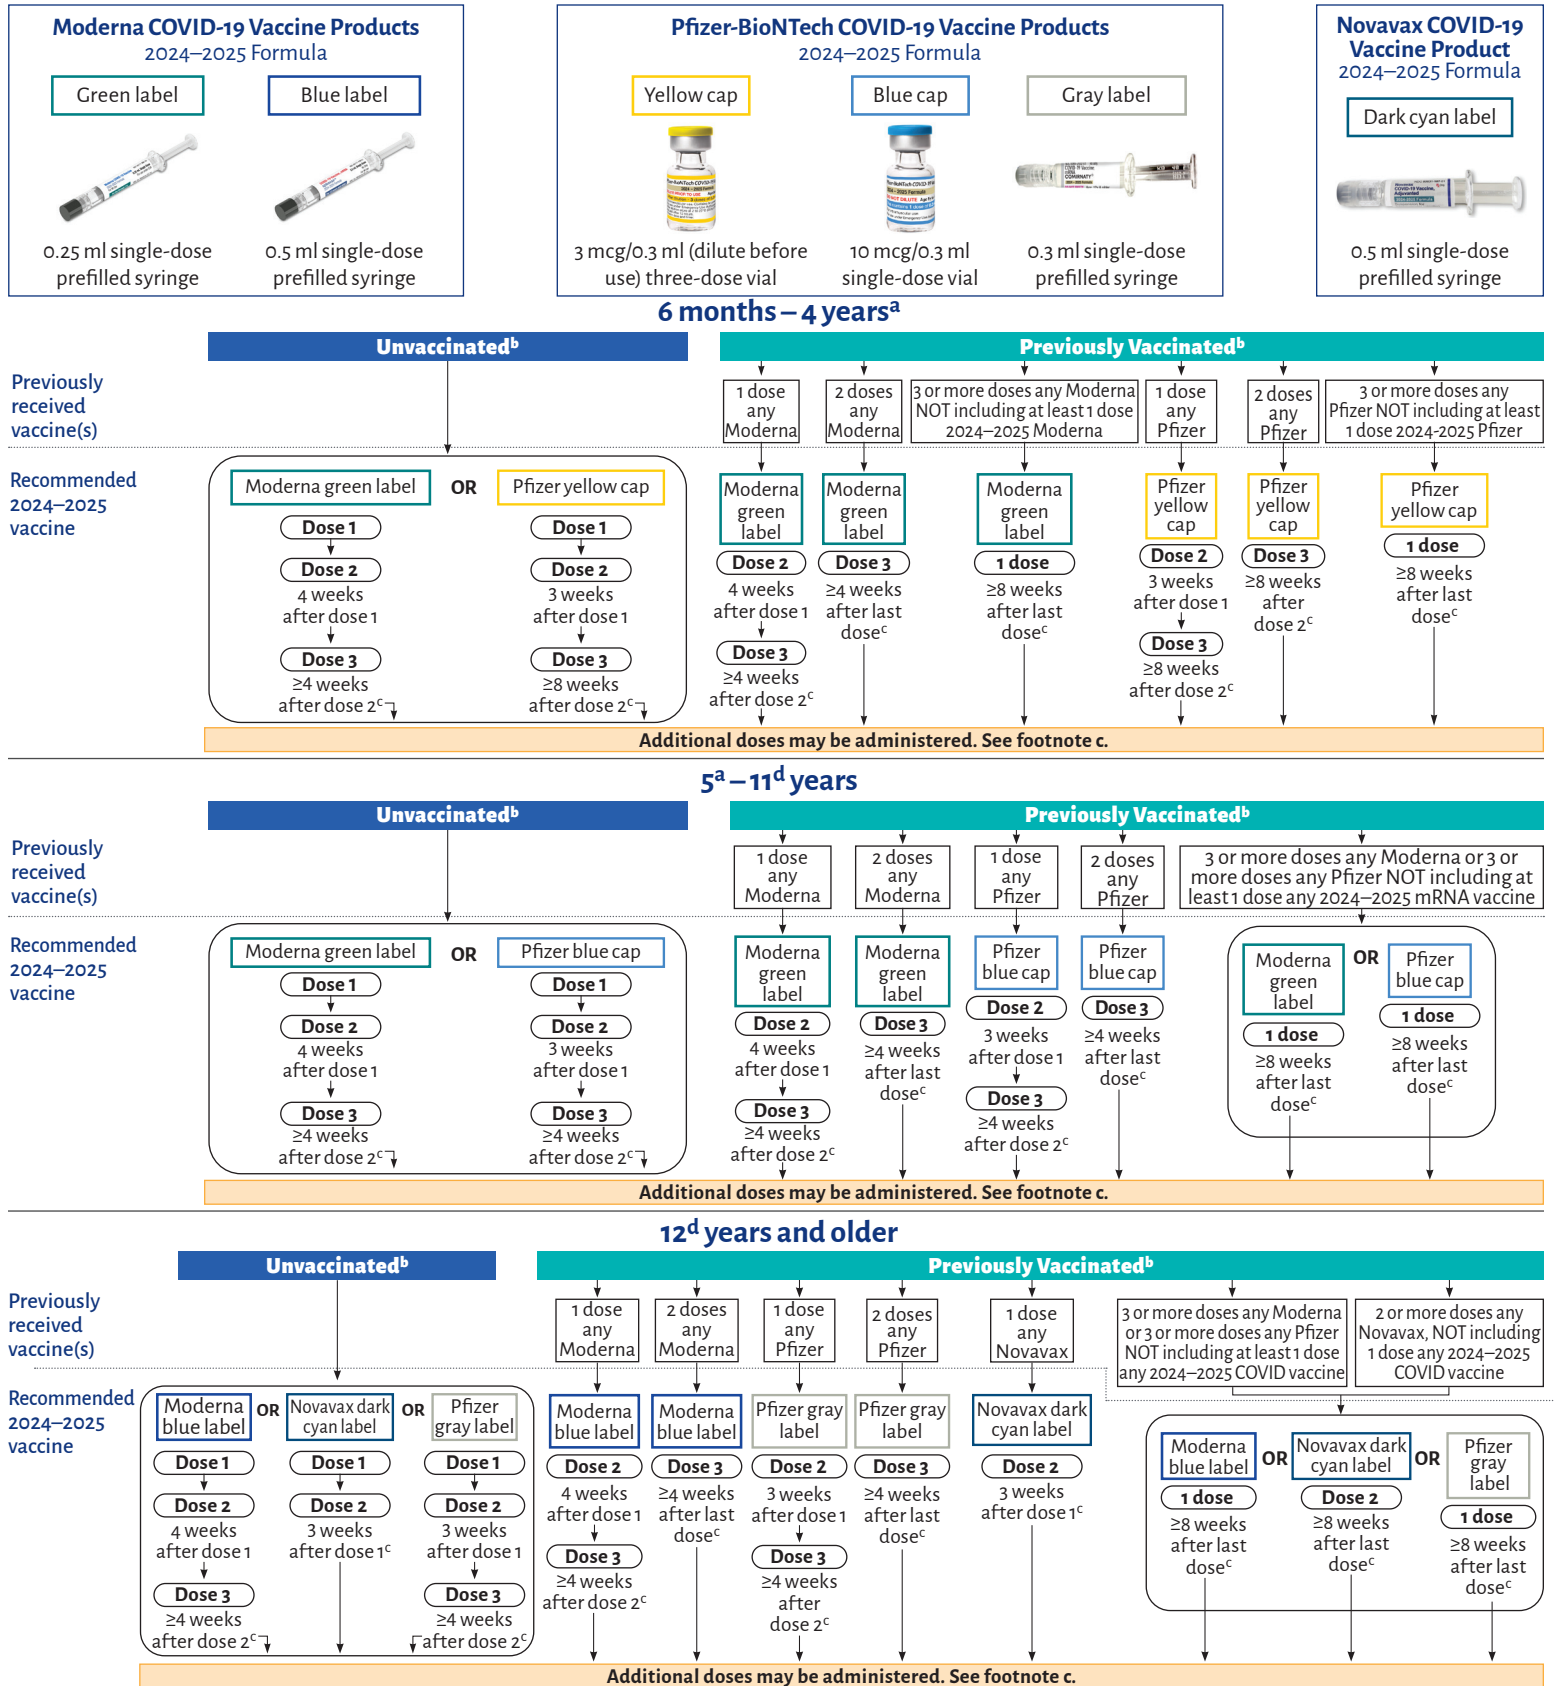 Moderna COVID-19 Vaccine Products
2024–2025 Formula
Green label
Blue label
0.25 ml single-dose
prefilled syringe
0.5 ml single-dose
prefilled syringe
Pfizer-BioNTech COVID-19 Vaccine Products
2024–2025 Formula
Yellow cap
Blue cap
Gray label
3 mcg/0.3 ml (dilute before
use) three-dose vial
10 mcg/0.3 ml
single-dose vial
0.3 ml single-dose
prefilled syringe
Novavax COVID-19
Vaccine Product
2024–2025 Formula
Dark cyan label
0.5 ml single-dose
prefilled syringe
6 months – 4 yearsᵃ
Unvaccinatedᵇ
Previously Vaccinatedᵇ
Previously
received
vaccine(s)
1 dose
any
Moderna
2 doses
any
Moderna
3 or more doses any Moderna
NOT including at least 1 dose
2024–2025 Moderna
1 dose
any
Pfizer
2 doses
any
Pfizer
3 or more doses any
Pfizer NOT including at least
1 dose 2024-2025 Pfizer
Recommended
2024–2025
vaccine
Moderna green label
OR
Pfizer yellow cap
Dose 1
Dose 2
4 weeks
after dose 1
Dose 3
≥4 weeks
after dose 2ᶜ
Dose 1
Dose 2
3 weeks
after dose 1
Dose 3
≥8 weeks
after dose 2ᶜ
Moderna
green
label
Dose 2
4 weeks
after dose 1
Dose 3
≥4 weeks
after dose 2ᶜ
Moderna
green
label
Dose 3
≥4 weeks
after last
doseᶜ
Moderna
green
label
1 dose
≥8 weeks
after last
doseᶜ
Pfizer
yellow
cap
Dose 2
3 weeks
after dose 1
Dose 3
≥8 weeks
after dose 2ᶜ
Pfizer
yellow
cap
Dose 3
≥8 weeks
after
dose 2ᶜ
Pfizer
yellow cap
1 dose
≥8 weeks
after last
doseᶜ
Additional doses may be administered. See footnote c.
5ᵃ – 11ᵈ years
Unvaccinatedᵇ
Previously Vaccinatedᵇ
Previously
received
vaccine(s)
1 dose
any
Moderna
2 doses
any
Moderna
1 dose
any
Pfizer
2 doses
any
Pfizer
3 or more doses any Moderna or 3 or
more doses any Pfizer NOT including at
least 1 dose any 2024–2025 mRNA vaccine
Recommended
2024–2025
vaccine
Moderna green label
OR
Pfizer blue cap
Dose 1
Dose 2
4 weeks
after dose 1
Dose 3
≥4 weeks
after dose 2ᶜ
Dose 1
Dose 2
3 weeks
after dose 1
Dose 3
≥4 weeks
after dose 2ᶜ
Moderna
green
label
Dose 2
4 weeks
after dose 1
Dose 3
≥4 weeks
after dose 2ᶜ
Moderna
green
label
Dose 3
≥4 weeks
after last
doseᶜ
Pfizer
blue cap
Dose 2
3 weeks
after dose 1
Dose 3
≥4 weeks
after dose 2ᶜ
Pfizer
blue cap
Dose 3
≥4 weeks
after last
doseᶜ
Moderna
green
label
1 dose
≥8 weeks
after last
doseᶜ
OR
Pfizer
blue cap
1 dose
≥8 weeks
after last
doseᶜ
Additional doses may be administered. See footnote c.
12ᵈ years and older
Unvaccinatedᵇ
Previously Vaccinatedᵇ
Previously
received
vaccine(s)
1 dose
any
Moderna
2 doses
any
Moderna
1 dose
any
Pfizer
2 doses
any
Pfizer
1 dose
any
Novavax
3 or more doses any Moderna
or 3 or more doses any Pfizer
NOT including at least 1 dose
any 2024–2025 COVID vaccine
2 or more doses any
Novavax, NOT including
1 dose any 2024–2025
COVID vaccine
Recommended
2024–2025
vaccine
Moderna
blue label
OR
Novavax dark
cyan label
OR
Pfizer
gray label
Dose 1
Dose 2
4 weeks
after dose 1
Dose 3
≥4 weeks
after dose 2ᶜ
Dose 1
Dose 2
3 weeks
after dose 1ᶜ
Dose 1
Dose 2
3 weeks
after dose 1
Dose 3
≥4 weeks
after dose 2ᶜ
Moderna
blue label
Dose 2
4 weeks
after dose 1
Dose 3
≥4 weeks
after dose 2ᶜ
Moderna
blue label
Dose 3
≥4 weeks
after last
doseᶜ
Pfizer gray
label
Dose 2
3 weeks
after dose 1
Dose 3
≥4 weeks
after
dose 2ᶜ
Pfizer gray
label
Dose 3
≥4 weeks
after last
doseᶜ
Novavax dark
cyan label
Dose 2
3 weeks
after dose 1ᶜ
Moderna
blue label
1 dose
≥8 weeks
after last
doseᶜ
OR
Novavax dark
cyan label
Dose 2
≥8 weeks
after last
doseᶜ
OR
Pfizer
gray
label
1 dose
≥8 weeks
after last
doseᶜ
Additional doses may be administered. See footnote c.